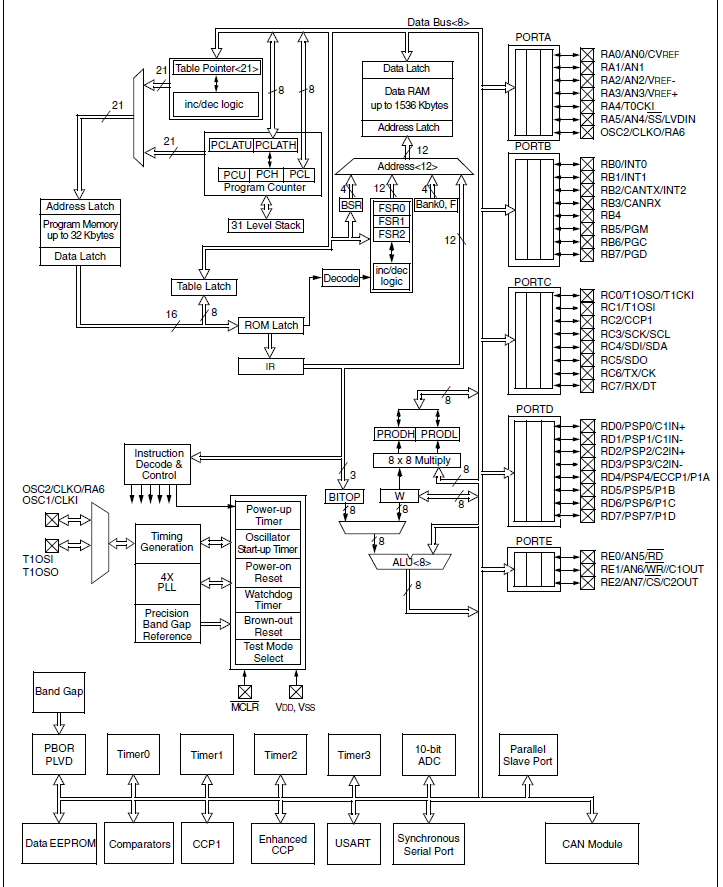 Data Bus<8>
PORTA
21
Table Pointer<21>
inc/dec logic
8
8
21
21
PCLATU PCLATH
PCU PCH PCL
Program Counter
31 Level Stack
Address Latch
Program Memory
up to 32 Kbytes
Data Latch
Data Latch
Data RAM
up to 1536 Kbytes
Address Latch
12
Address<12>
4
12
4
BSR
FSR0
FSR1
FSR2
Bank0, F
12
inc/dec
logic
Decode
Table Latch
16
8
ROM Latch
IR
RA0/AN0/CVREF
RA1/AN1
RA2/AN2/VREF-
RA3/AN3/VREF+
RA4/T0CKI
RA5/AN4/SS/LVDIN
OSC2/CLKO/RA6
PORTB
RB0/INT0
RB1/INT1
RB2/CANTX/INT2
RB3/CANRX
RB4
RB5/PGM
RB6/PGC
RB7/PGD
PORTC
RC0/T1OSO/T1CKI
RC1/T1OSI
RC2/CCP1
RC3/SCK/SCL
RC4/SDI/SDA
RC5/SDO
RC6/TX/CK
RC7/RX/DT
PORTD
RD0/PSP0/C1IN+
RD1/PSP1/C1IN-
RD2/PSP2/C2IN+
RD3/PSP3/C2IN-
RD4/PSP4/ECCP1/P1A
RD5/PSP5/P1B
RD6/PSP6/P1C
RD7/PSP7/P1D
PORTE
RE0/AN5/RD
RE1/AN6/WR//C1OUT
RE2/AN7/CS/C2OUT
8
PRODH PRODL
8 x 8 Multiply
8
3
BITOP
W
8
8
8
8
ALU<8>
8
Instruction
Decode &
Control
OSC2/CLKO/RA6
OSC1/CLKI
T1OSI
T1OSO
Timing
Generation
4X
PLL
Precision
Band Gap
Reference
Power-up
Timer
Oscillator
Start-up Timer
Power-on
Reset
Watchdog
Timer
Brown-out
Reset
Test Mode
Select
MCLR
VDD, VSS
Band Gap
PBOR
PLVD
Timer0
Timer1
Timer2
Timer3
10-bit
ADC
Parallel
Slave Port
Data EEPROM
Comparators
CCP1
Enhanced
CCP
USART
Synchronous
Serial Port
CAN Module